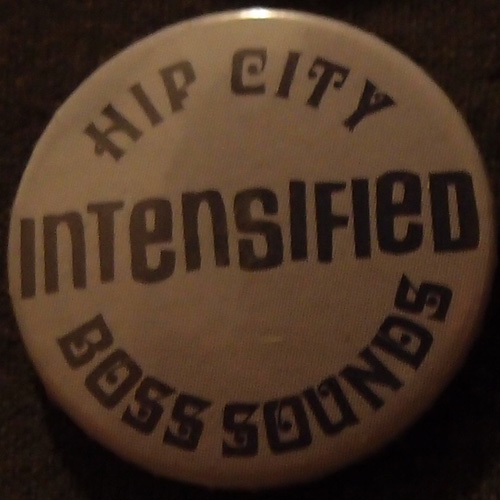 HIP CITY
INTENSIFIED
BOSS SOUNDS